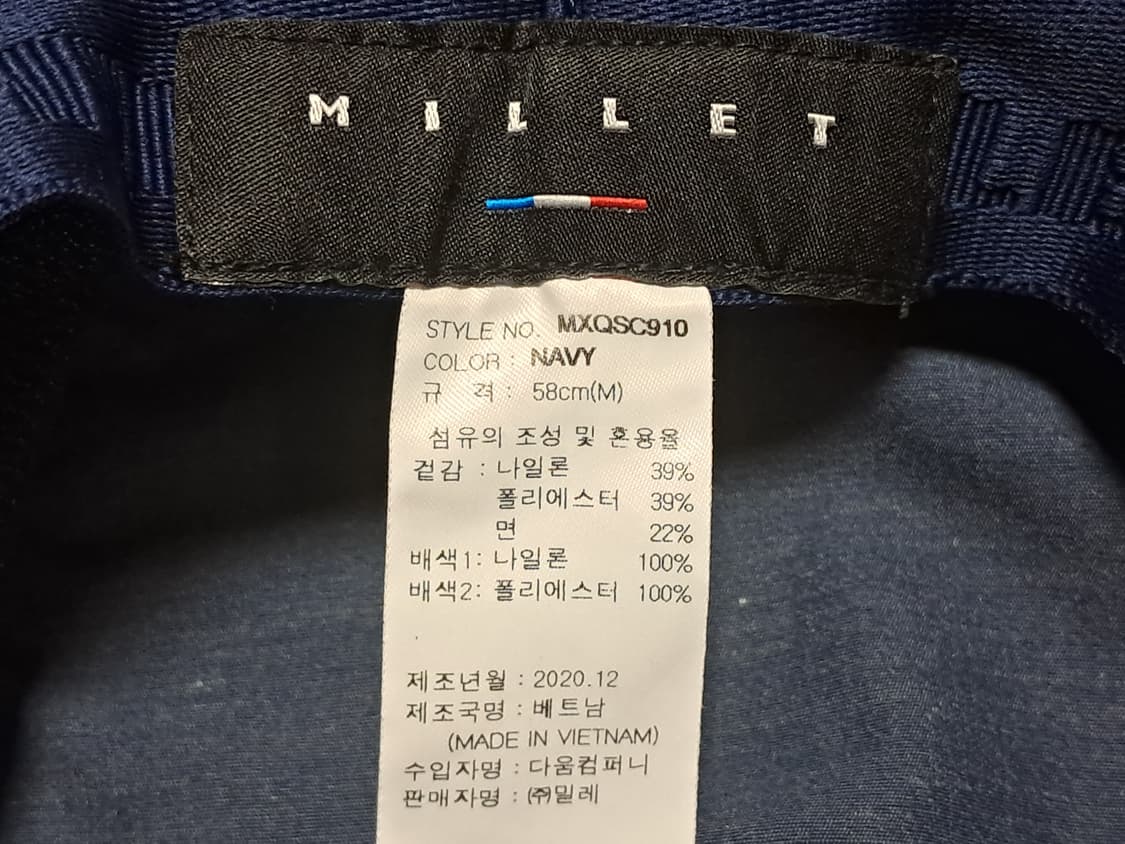 MILLET
STYLE NO. MXQSC910
COLOR : NAVY
규 격 : 58cm(M)
섬유의 조성 및 혼용율
겉감 : 나일론 39%
폴리에스터 39%
면 22%
배색1: 나일론 100%
배색2: 폴리에스터 100%
제조년월 : 2020.12
제조국명 : 베트남
(MADE IN VIETNAM)
수입자명 : 다움컴퍼니
판매자명 : ㈜밀레